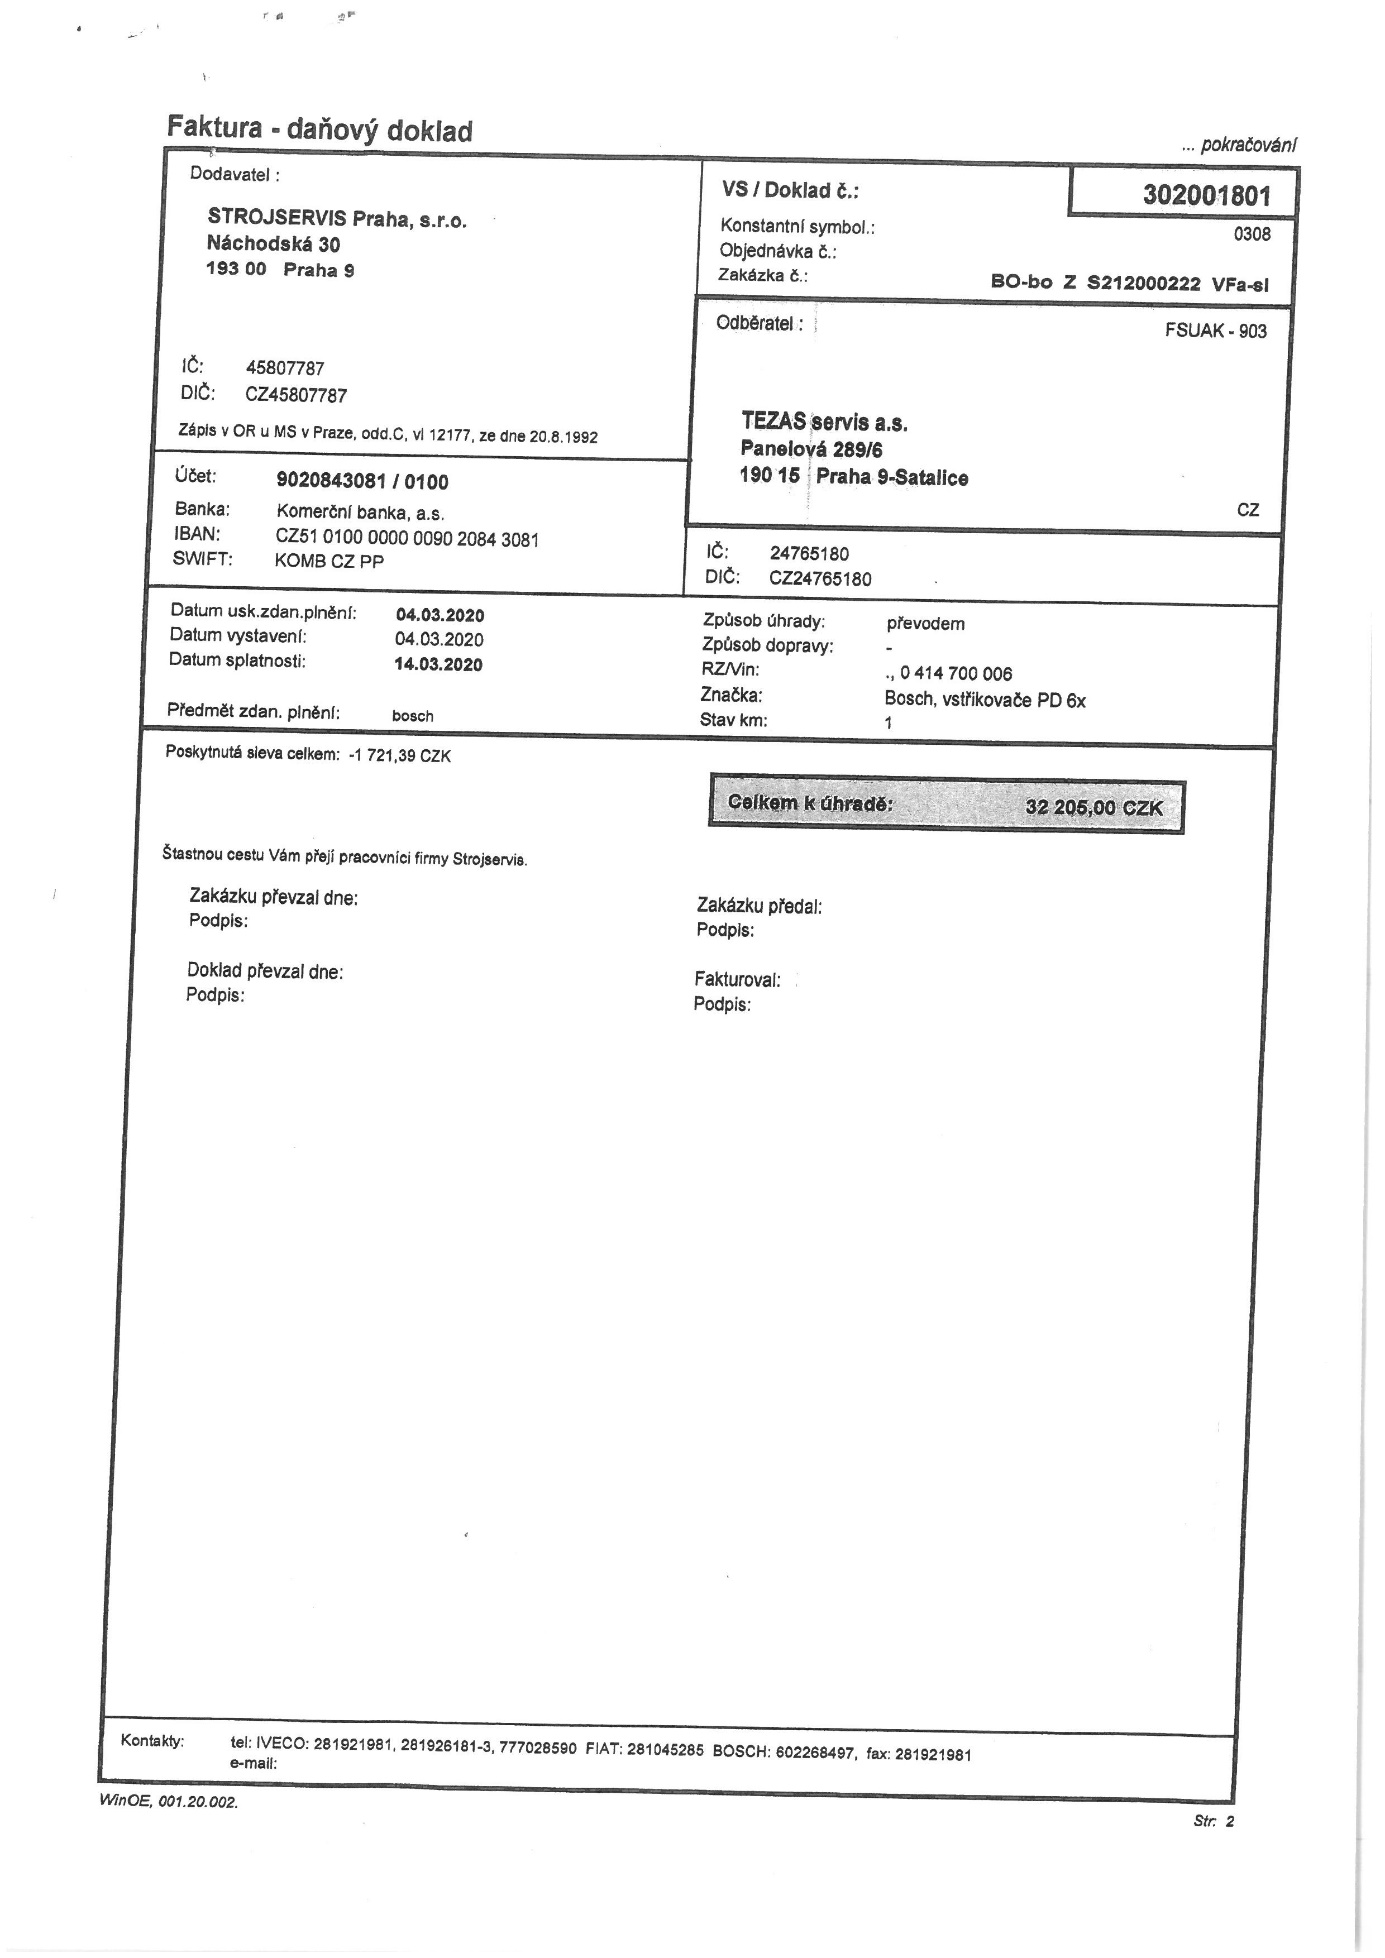 Faktura - daňový doklad
... pokračování
Dodavatel :
STROJSERVIS Praha, s.r.o.
Náchodská 30
193 00 Praha 9
IČ: 45807787
DIČ: CZ45807787
Zápis v OR u MS v Praze, odd.C, vl 12177, ze dne 20.8.1992
VS / Doklad č.: 302001801
Konstantní symbol.: 0308
Objednávka č.:
Zakázka č.: BO-bo Z S212000222 VFa-sl
Odběratel : FSUAK - 903
TEZAS servis a.s.
Panelová 289/6
190 15 Praha 9-Satalice
CZ
Účet: 9020843081 / 0100
Banka: Komerční banka, a.s.
IBAN: CZ51 0100 0000 0090 2084 3081
SWIFT: KOMB CZ PP
IČ: 24765180
DIČ: CZ24765180
Datum usk.zdan.plnění: 04.03.2020
Datum vystavení: 04.03.2020
Datum splatnosti: 14.03.2020
Předmět zdan. plnění: bosch
Způsob úhrady: převodem
Způsob dopravy: -
RZ/Vin: ., 0 414 700 006
Značka: Bosch, vstřikovače PD 6x
Stav km: 1
Poskytnutá sleva celkem: -1 721,39 CZK
Celkem k úhradě: 32 205,00 CZK
Štastnou cestu Vám přejí pracovníci firmy Strojservis.
Zakázku převzal dne:
Podpis:
Zakázku předal:
Podpis:
Doklad převzal dne:
Podpis:
Fakturoval:
Podpis:
Kontakty: tel: IVECO: 281921981, 281926181-3, 777028590 FIAT: 281045285 BOSCH: 602268497, fax: 281921981
e-mail:
WinOE, 001.20.002.
Str. 2